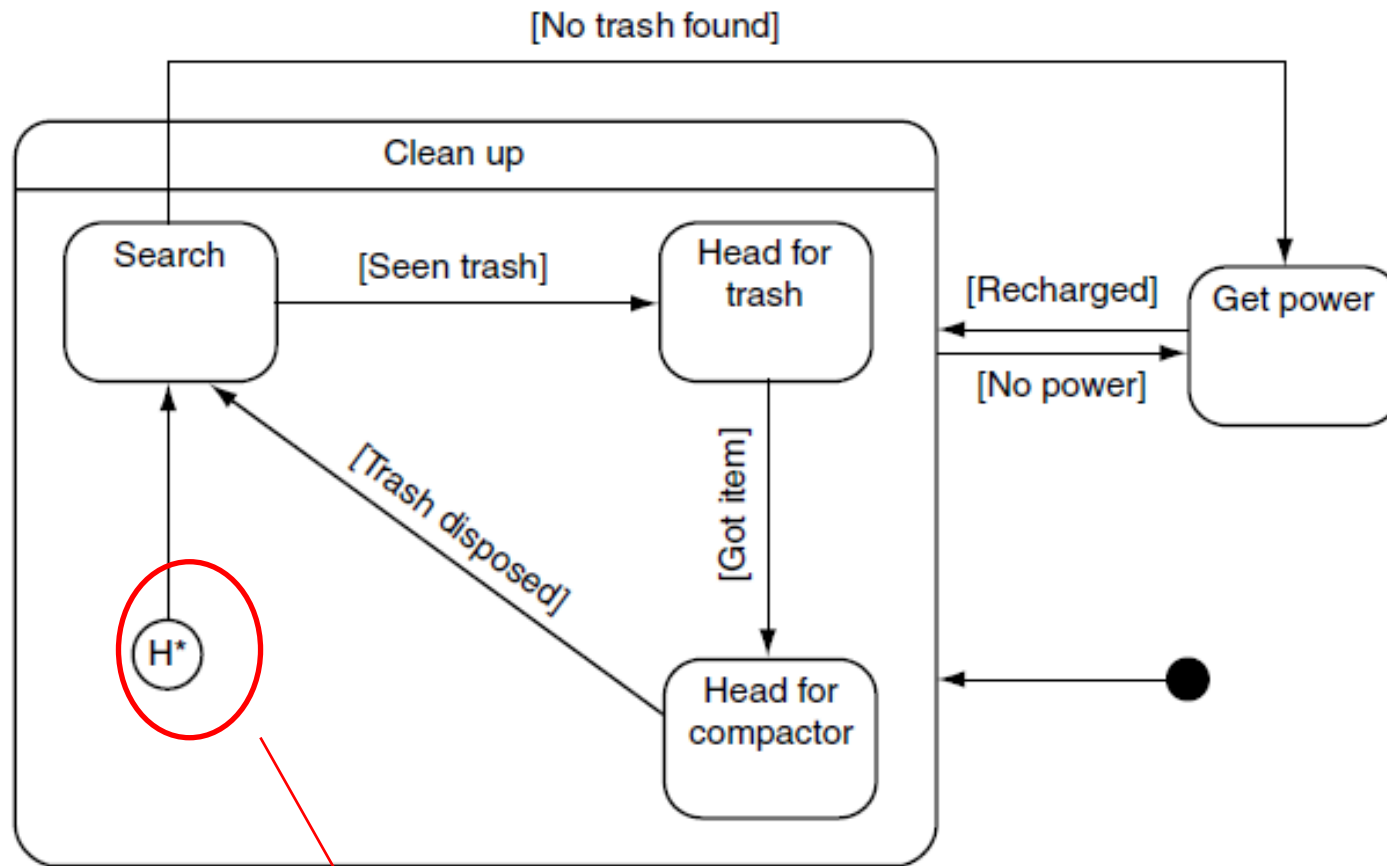 [No trash found]
Clean up
Search
[Seen trash]
Head for
trash
[Recharged]
Get power
[No power]
[Trash disposed]
[Got item]
H*
Head for
compactor